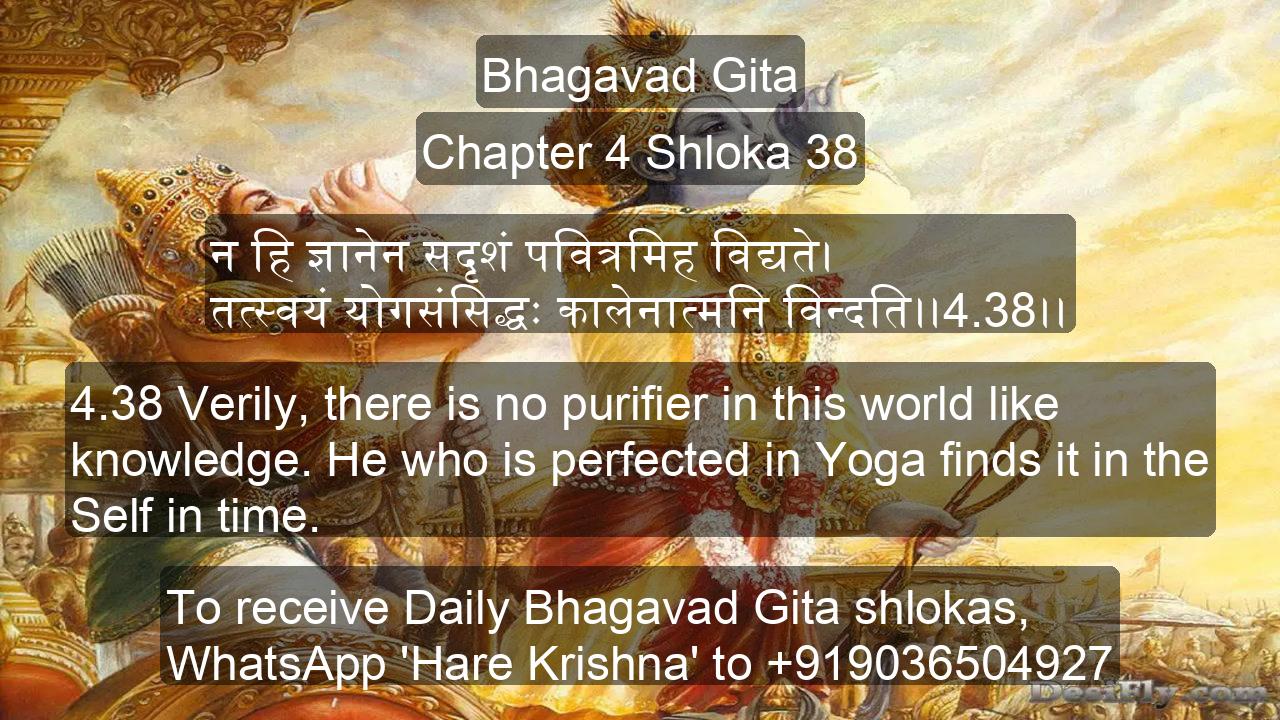 Bhagavad Gita
Chapter 4 Shloka 38
न हि ज्ञानेन सदृशं पवित्रमिह विद्यते।
तत्स्वयं योगसंसिद्धः कालेनात्मनि विन्दति।।4.38।।
4.38 Verily, there is no purifier in this world like
knowledge. He who is perfected in Yoga finds it in the
Self in time.
To receive Daily Bhagavad Gita shlokas,
WhatsApp 'Hare Krishna' to +919036504927
DesiFly.com